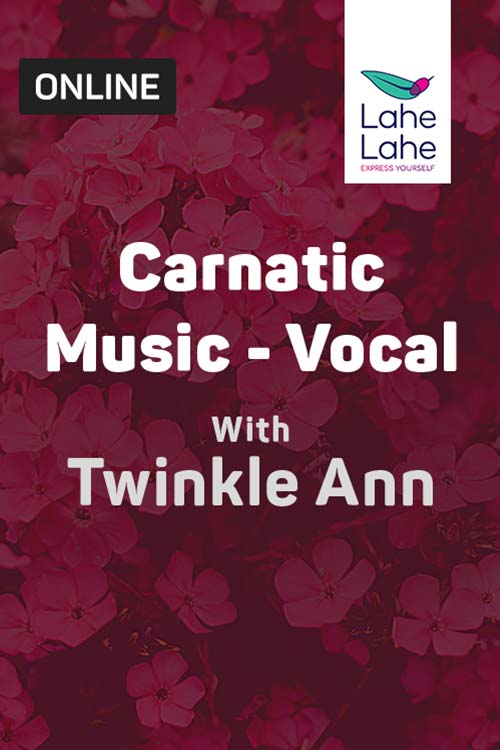 ONLINE
Lahe
Lahe
EXPRESS YOURSELF
Carnatic
Music - Vocal
With
Twinkle Ann